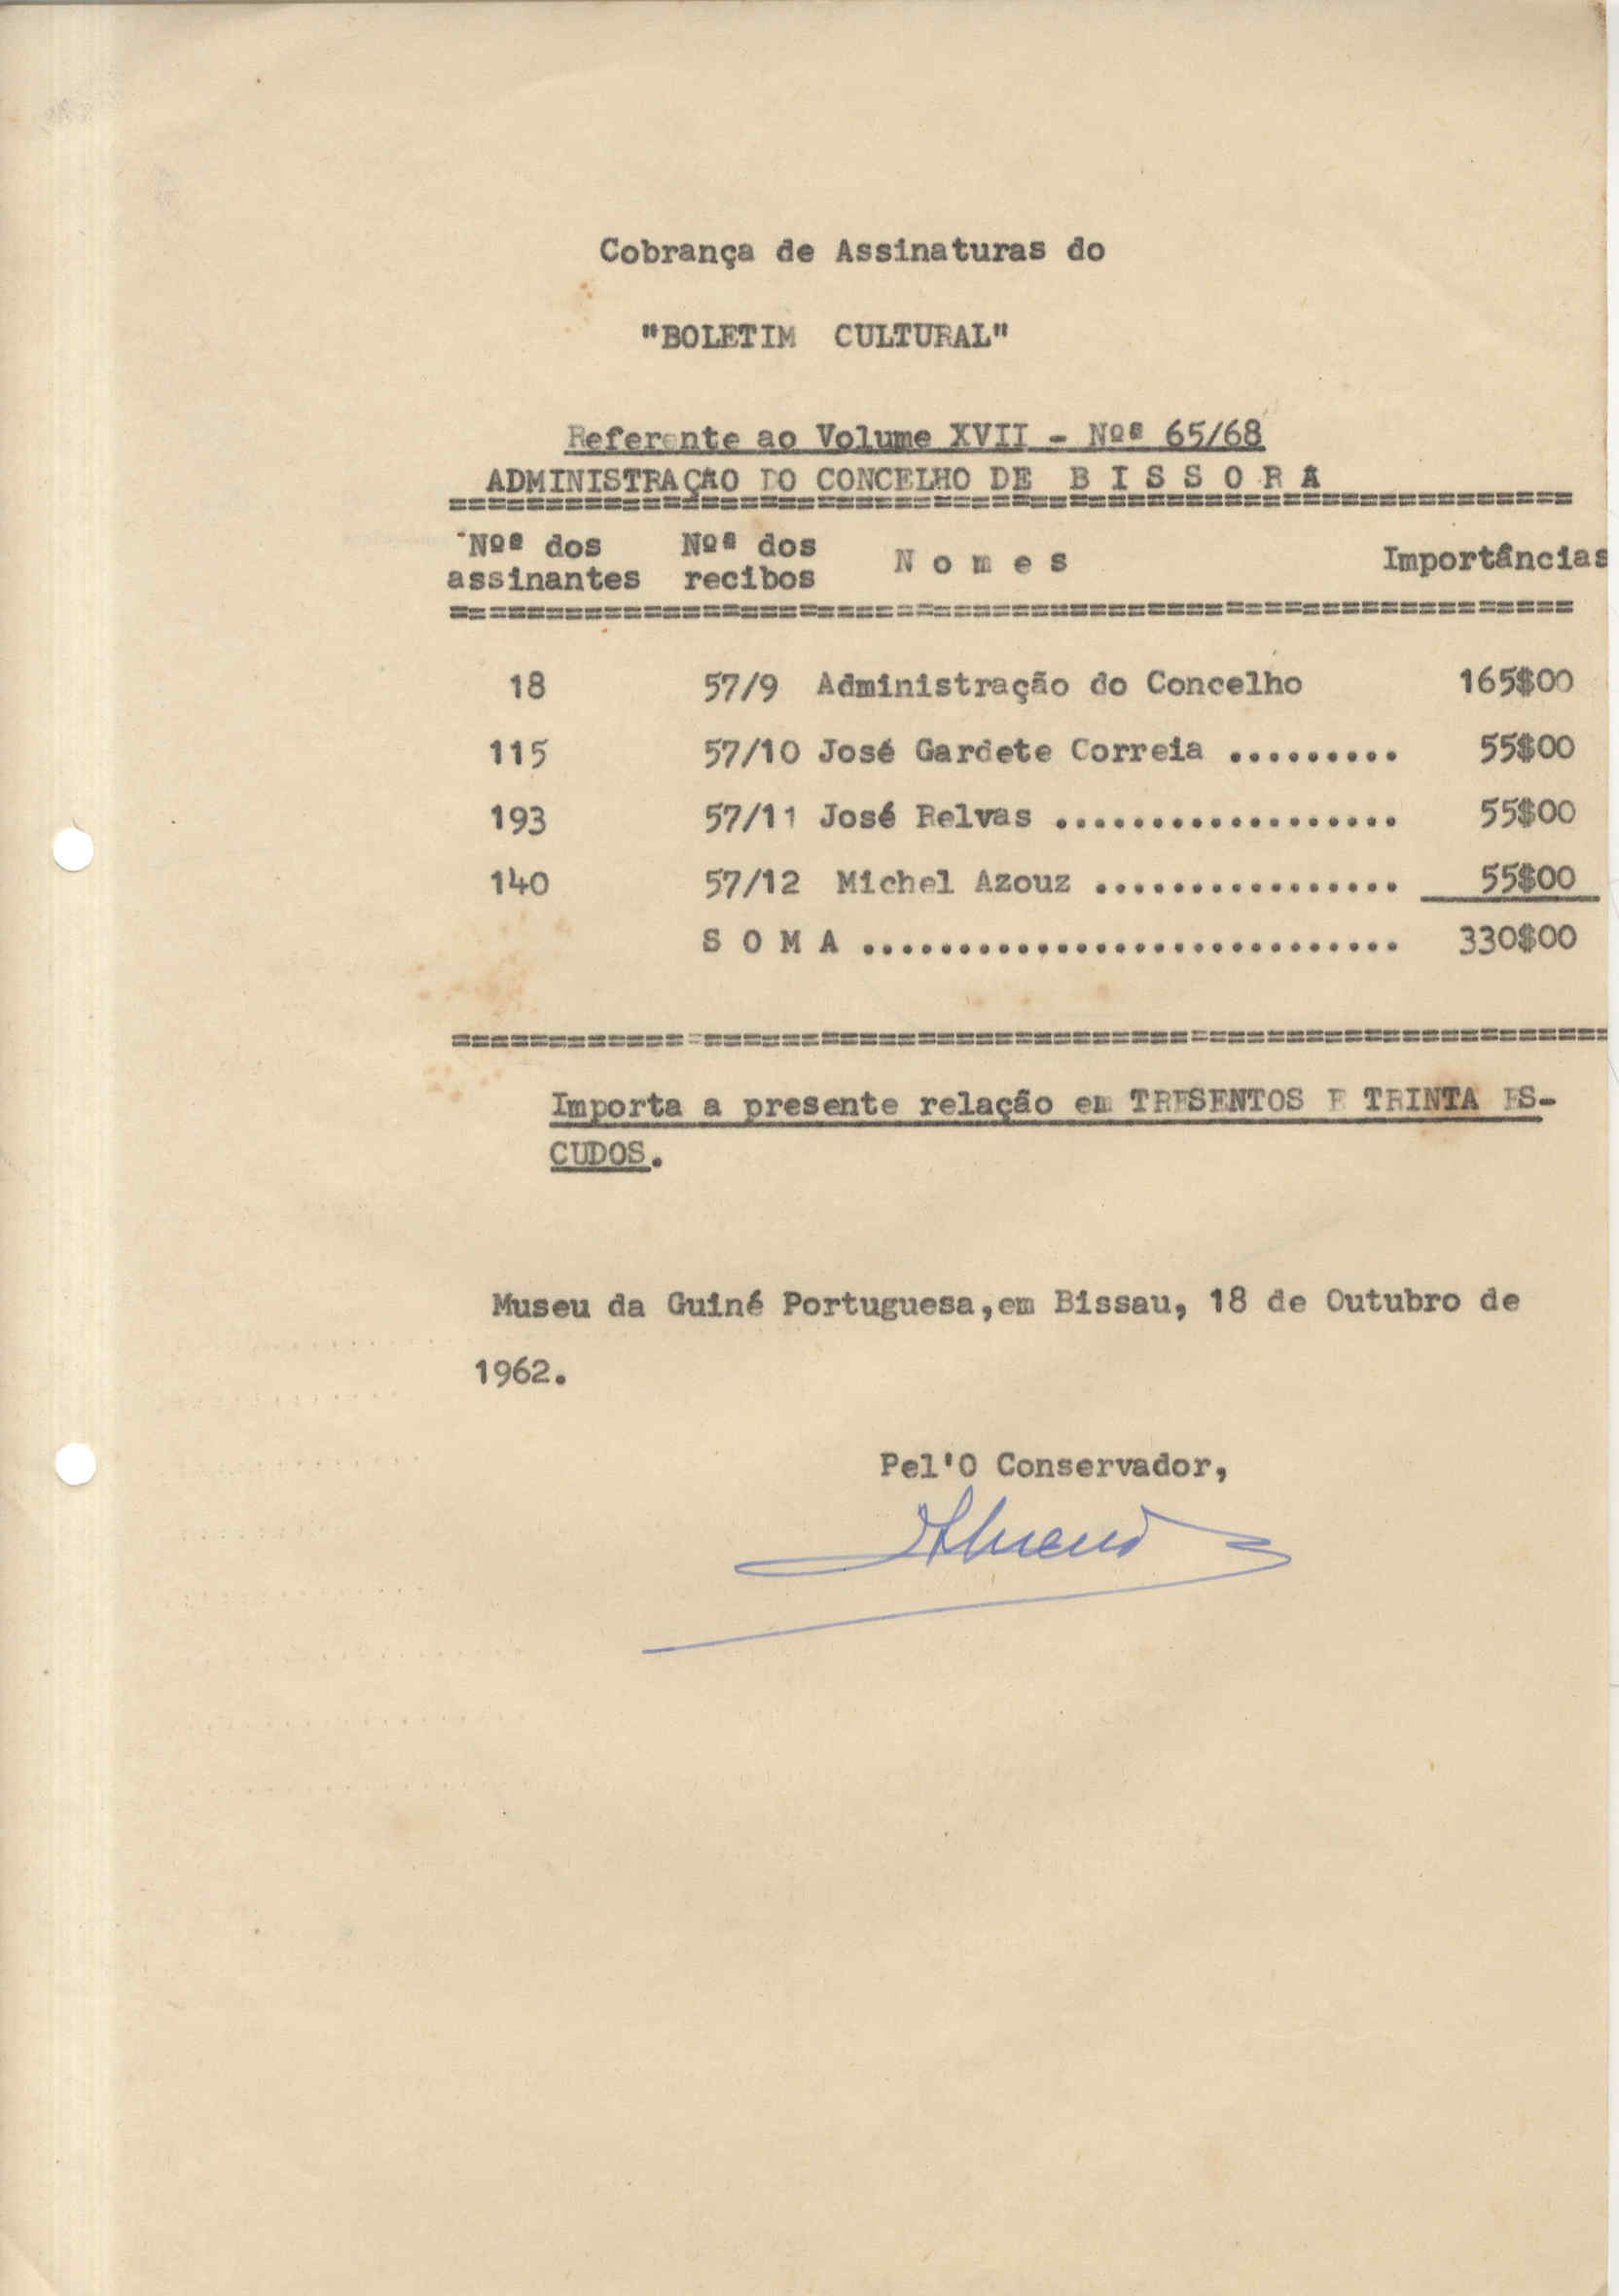 Cobrança de Assinaturas do
"BOLETIM CULTURAL"
Referente ao Volume XVII - Nºs 65/68
ADMINISTRAÇÃO DO CONCELHO DE B I S S O R A
=====================================================
Nºs dos Nºs dos N o m e s Importâncias
assinantes recibos
=====================================================
18 57/9 Administração do Concelho 165$00
115 57/10 José Gardete Correia ......... 55$00
193 57/11 José Relvas .................. 55$00
140 57/12 Michel Azouz ................ 55$00
S O M A ............................ 330$00
=====================================================
Importa a presente relação em TRESENTOS E TRINTA ES-
CUDOS.
Museu da Guiné Portuguesa,em Bissau, 18 de Outubro de
1962.
Pel'O Conservador,